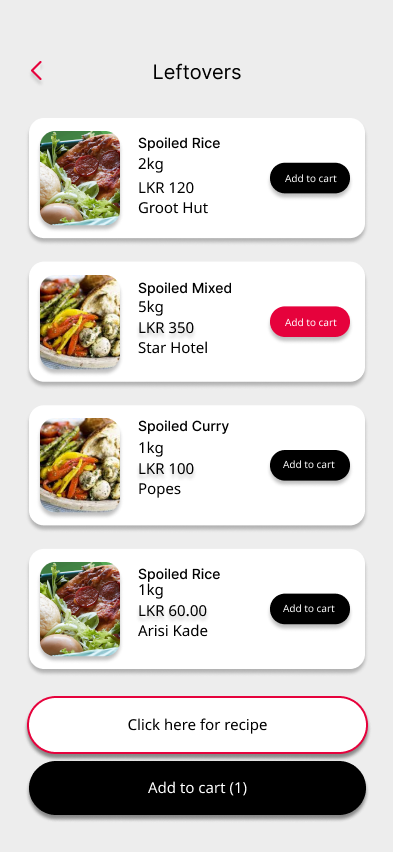 Leftovers
Spoiled Rice
2kg
LKR 120
Groot Hut
Add to cart
Spoiled Mixed
5kg
LKR 350
Star Hotel
Add to cart
Spoiled Curry
1kg
LKR 100
Popes
Add to cart
Spoiled Rice
1kg
LKR 60.00
Arisi Kade
Add to cart
Click here for recipe
Add to cart (1)